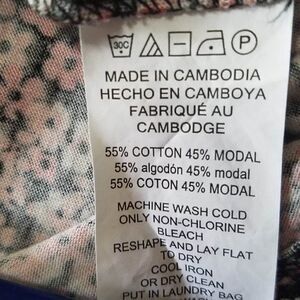 30C P
MADE IN CAMBODIA
HECHO EN CAMBOYA
FABRIQUÉ AU
CAMBODGE
55% COTTON 45% MODAL
55% algodón 45% modal
55% COTON 45% MODAL
MACHINE WASH COLD
ONLY NON-CHLORINE
BLEACH
RESHAPE AND LAY FLAT
TO DRY
COOL IRON
OR DRY CLEAN
PUT IN LAUNDRY BAG